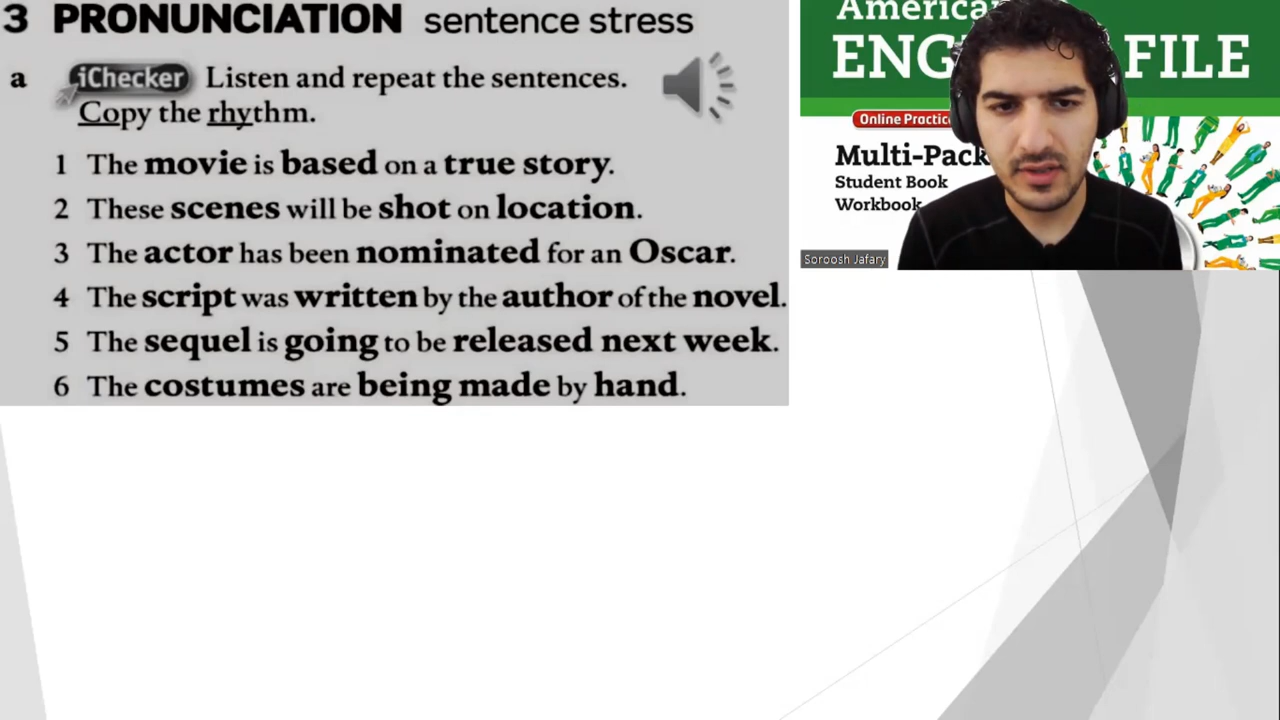 3 PRONUNCIATION sentence stress
a iChecker Listen and repeat the sentences.
Copy the rhythm.
1 The movie is based on a true story.
2 These scenes will be shot on location.
3 The actor has been nominated for an Oscar.
4 The script was written by the author of the novel.
5 The sequel is going to be released next week.
6 The costumes are being made by hand.
America
ENG FILE
Online Practice
Multi-Pack
Student Book
Workbook
Soroosh Jafary